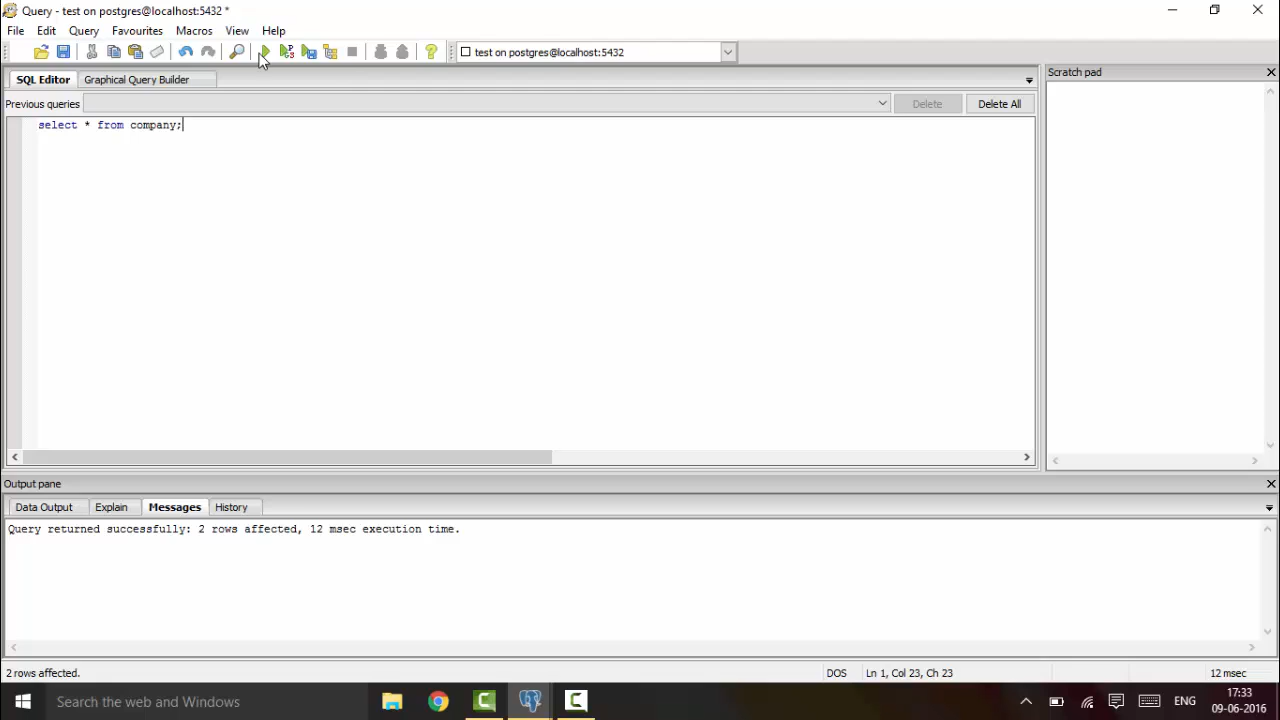 Query - test on postgres@localhost:5432 *
File Edit Query Favourites Macros View Help
test on postgres@localhost:5432
SQL Editor Graphical Query Builder
Scratch pad
Previous queries Delete Delete All
select * from company;
Output pane
Data Output Explain Messages History
Query returned successfully: 2 rows affected, 12 msec execution time.
2 rows affected. DOS Ln 1, Col 23, Ch 23 12 msec
Search the web and Windows
ENG
17:33
09-06-2016